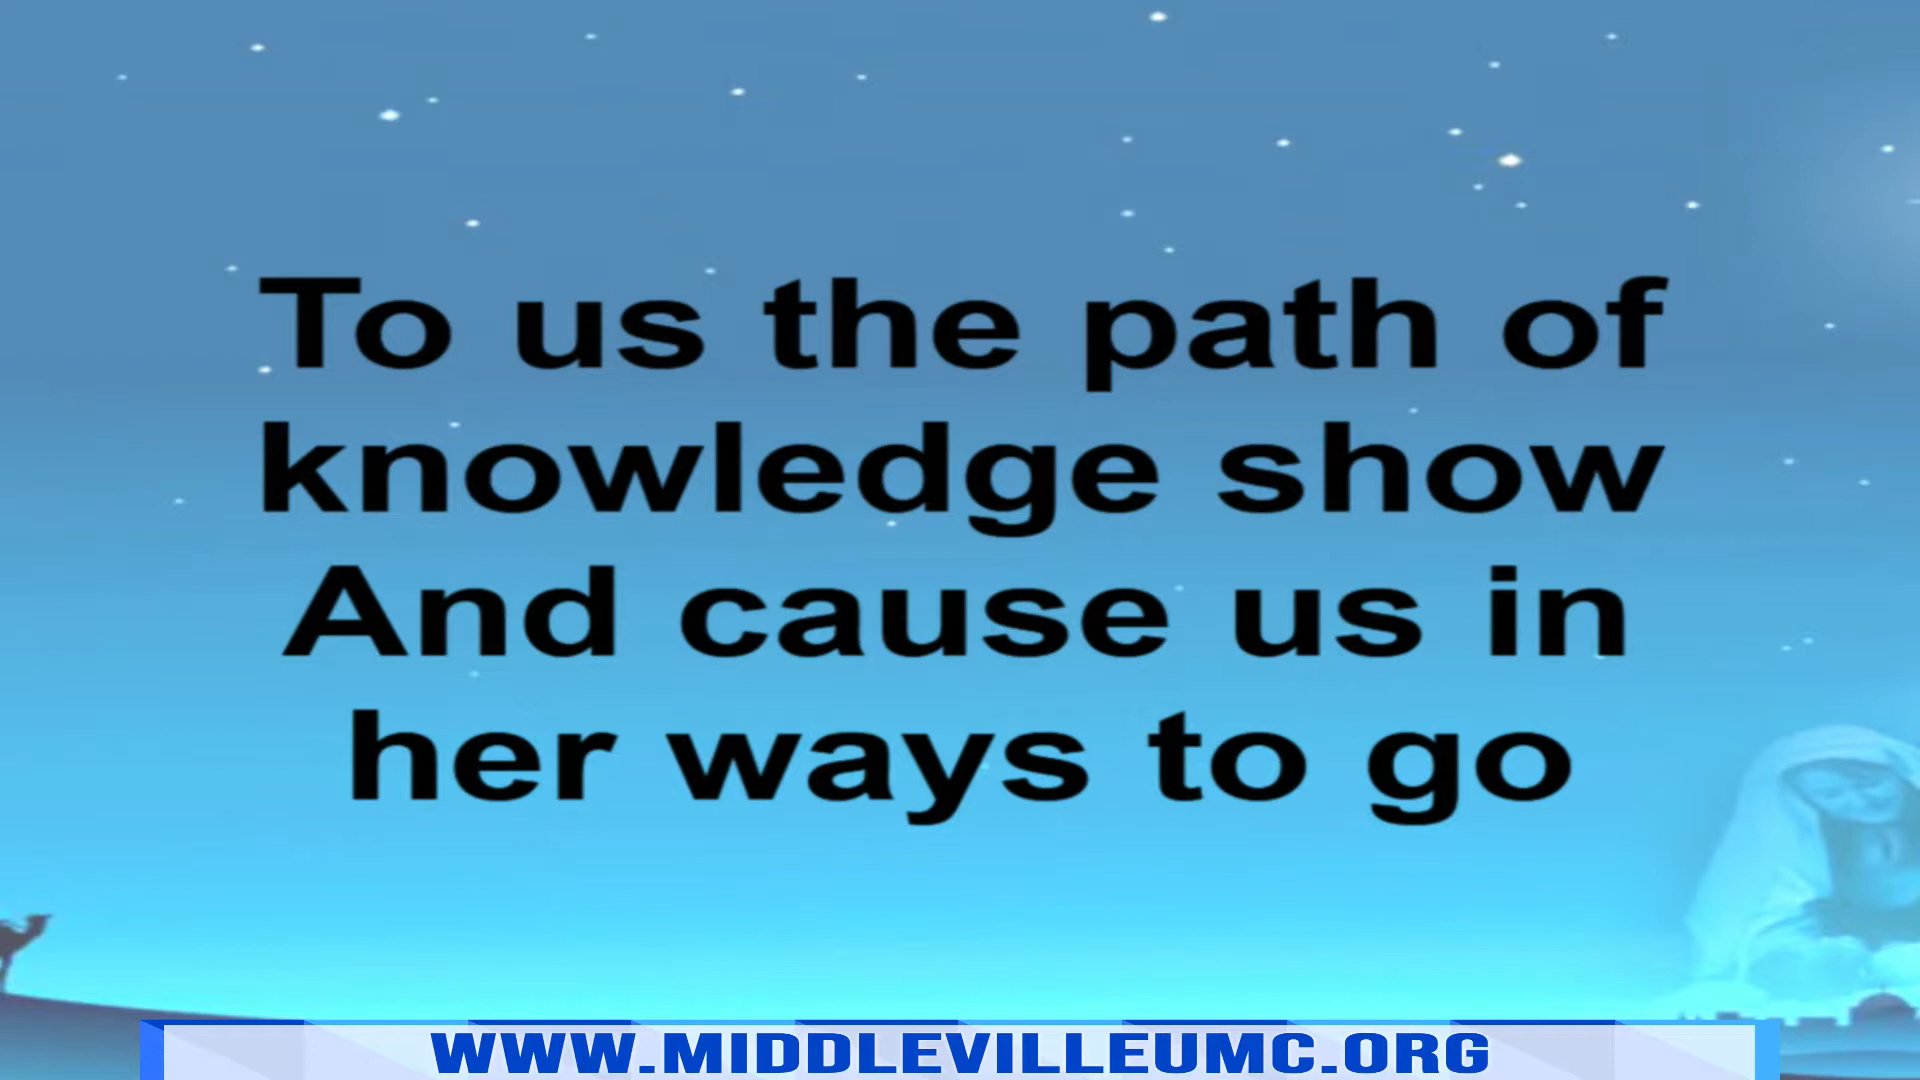 To us the path of
knowledge show
And cause us in
her ways to go
WWW.MIDDLEVILLEUMC.ORG